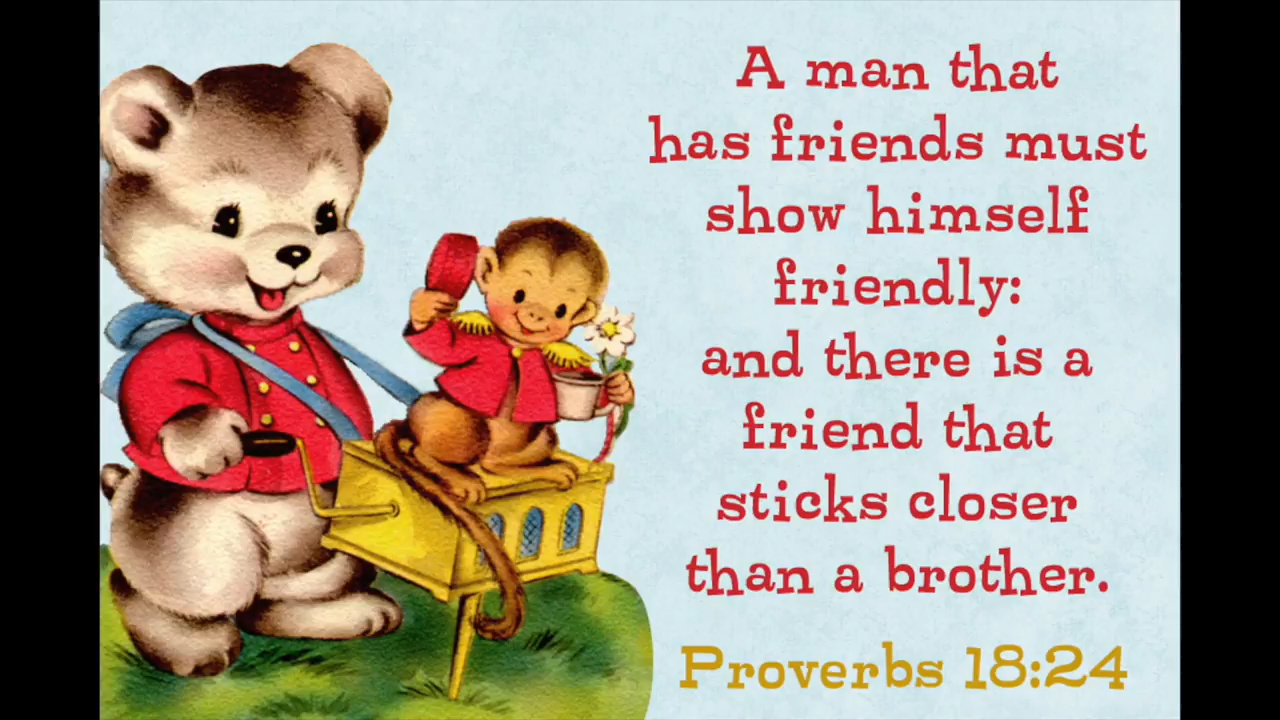 A man that
has friends must
show himself
friendly:
and there is a
friend that
sticks closer
than a brother.
Proverbs 18:24